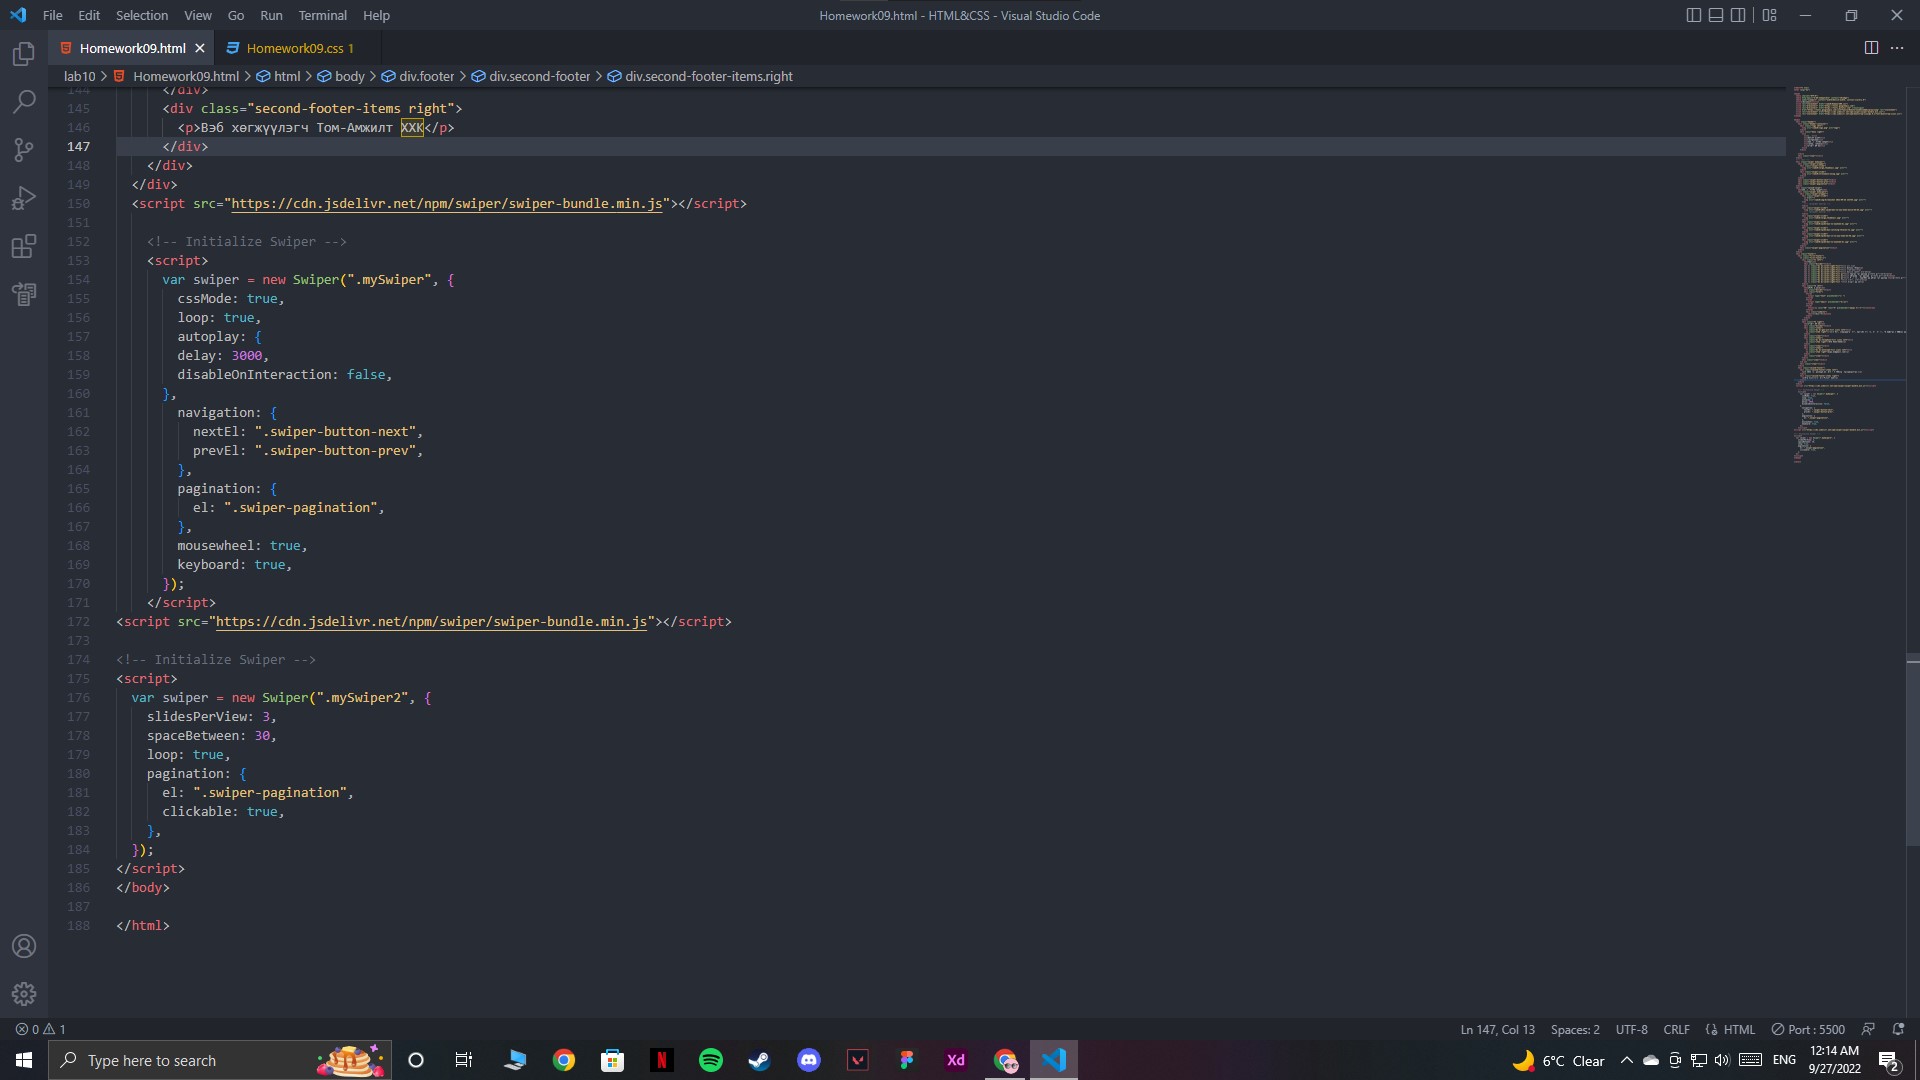 File Edit Selection View Go Run Terminal Help
Homework09.html - HTML&CSS - Visual Studio Code
Homework09.html
Homework09.css 1
lab10 > Homework09.html > html > body > div.footer > div.second-footer > div.second-footer-items.right
144 </div>
145 <div class="second-footer-items right">
146 <p>Вэб хөгжүүлэгч Том-Амжилт ХХК</p>
147 </div>
148 </div>
149 </div>
150 <script src="https://cdn.jsdelivr.net/npm/swiper/swiper-bundle.min.js"></script>
151
152 <!-- Initialize Swiper -->
153 <script>
154 var swiper = new Swiper(".mySwiper", {
155 cssMode: true,
156 loop: true,
157 autoplay: {
158 delay: 3000,
159 disableOnInteraction: false,
160 },
161 navigation: {
162 nextEl: ".swiper-button-next",
163 prevEl: ".swiper-button-prev",
164 },
165 pagination: {
166 el: ".swiper-pagination",
167 },
168 mousewheel: true,
169 keyboard: true,
170 });
171 </script>
172 <script src="https://cdn.jsdelivr.net/npm/swiper/swiper-bundle.min.js"></script>
173
174 <!-- Initialize Swiper -->
175 <script>
176 var swiper = new Swiper(".mySwiper2", {
177 slidesPerView: 3,
178 spaceBetween: 30,
179 loop: true,
180 pagination: {
181 el: ".swiper-pagination",
182 clickable: true,
183 },
184 });
185 </script>
186 </body>
187
188 </html>
0 1
Ln 147, Col 13 Spaces: 2 UTF-8 CRLF HTML Port : 5500
Type here to search
Xd
6°C Clear
ENG
12:14 AM
9/27/2022
2